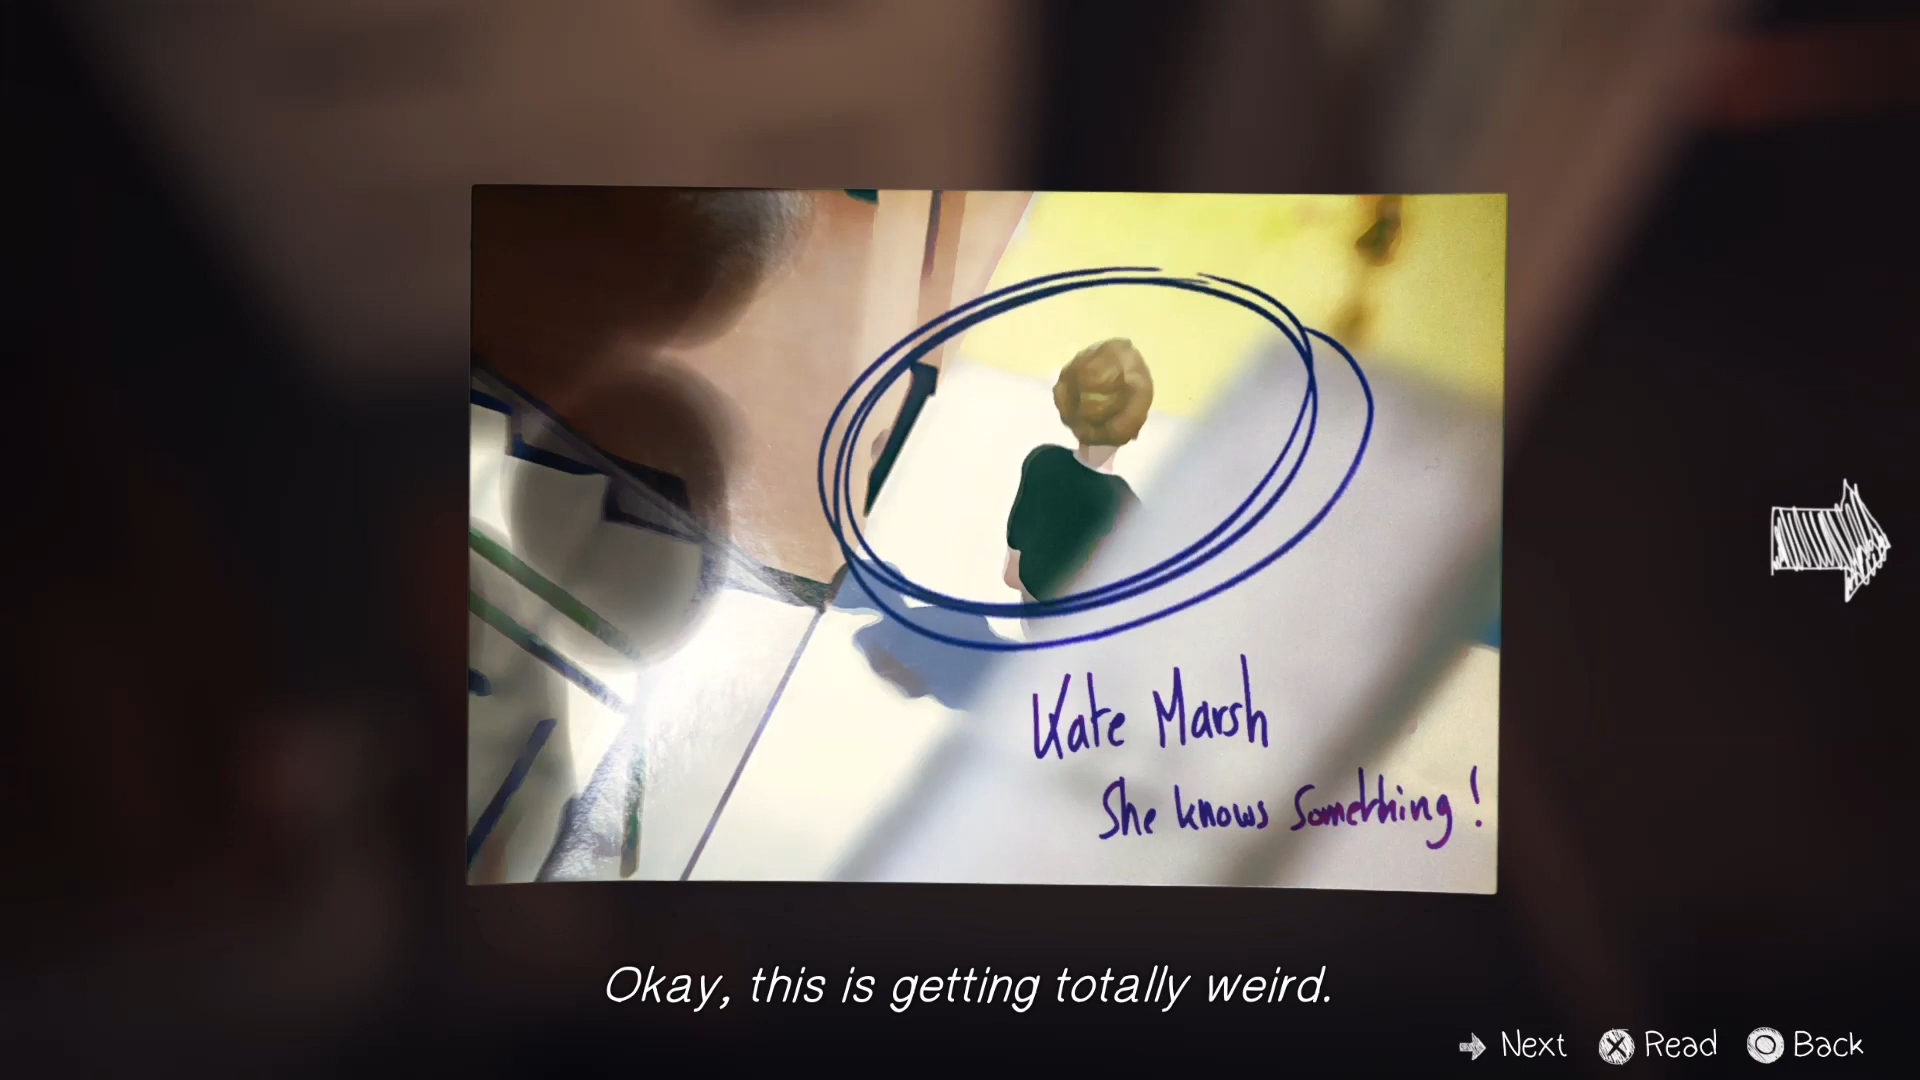 Kate Marsh
She knows something!
Okay, this is getting totally weird.
Next Read Back